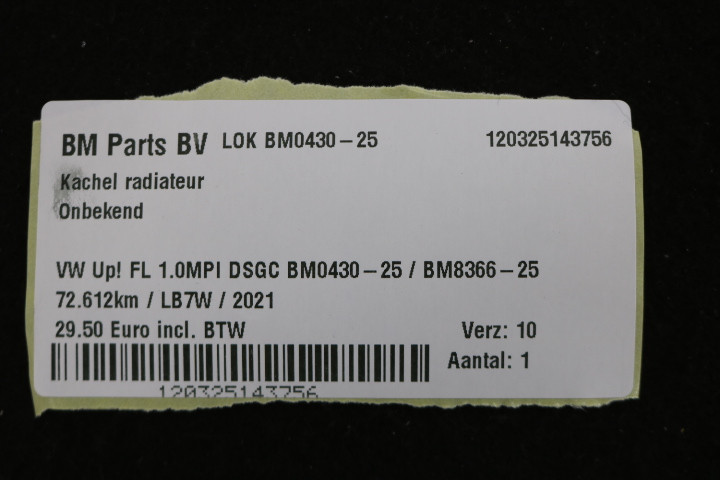 BM Parts BV LOK BM0430-25 120325143756
Kachel radiateur
Onbekend
VW Up! FL 1.0MPI DSGC BM0430-25 / BM8366-25
72.612km / LB7W / 2021
29.50 Euro incl. BTW Verz: 10
Aantal: 1
120325143756